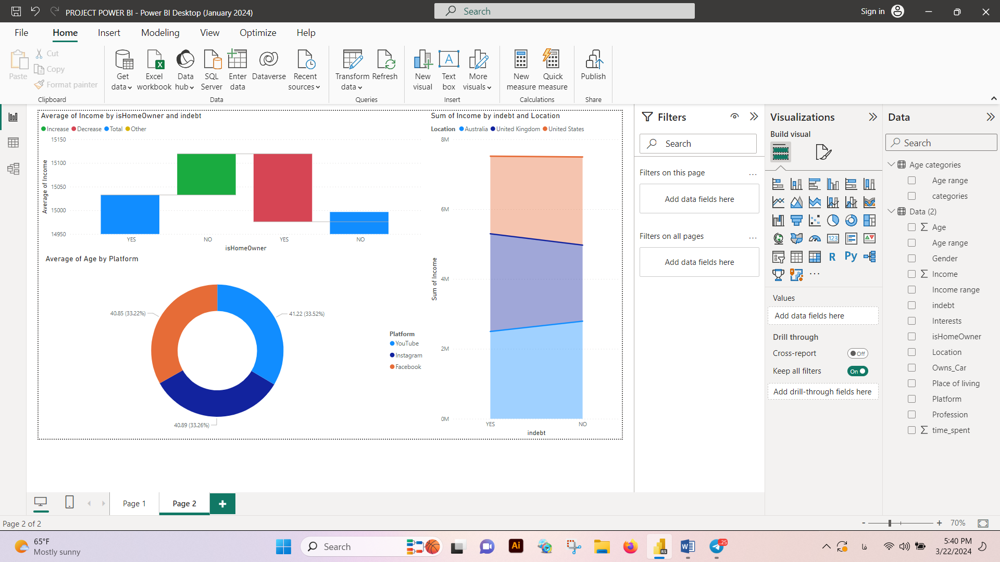 PROJECT POWER BI - Power BI Desktop (January 2024)
Search
Sign in
File Home Insert Modeling View Optimize Help
Paste
Cut
Copy
Format painter
Clipboard
Get data
Excel workbook
Data hub
SQL Server
Enter data
Dataverse
Recent sources
Data
Transform data
Refresh
Queries
New visual
Text box
More visuals
Insert
New measure
Quick measure
Calculations
Publish
Share
Average of Income by isHomeOwner and indebt
Increase Decrease Total Other
Average of Income
15150
15100
15050
15000
14950
YES NO YES NO
isHomeOwner
Average of Age by Platform
40.85 (33.22%)
41.22 (33.52%)
40.89 (33.26%)
Platform
YouTube
Instagram
Facebook
Sum of Income by indebt and Location
Location Australia United Kingdom United States
Sum of Income
8M
6M
4M
2M
0M
YES NO
indebt
Filters
Search
Filters on this page ...
Add data fields here
Filters on all pages ...
Add data fields here
Visualizations
Build visual
123
R
Py
...
Values
Add data fields here
Drill through
Cross-report Off
Keep all filters On
Add drill-through fields here
Data
Search
Age categories
Age range
categories
Data (2)
Age
Age range
Gender
Income
Income range
indebt
Interests
isHomeOwner
Location
Owns_Car
Place of living
Platform
Profession
time_spent
Page 1
Page 2
Page 2 of 2
- + 70%
65°F
Mostly sunny
Search
Ai
RS
W
..25
فا
5:40 PM
3/22/2024